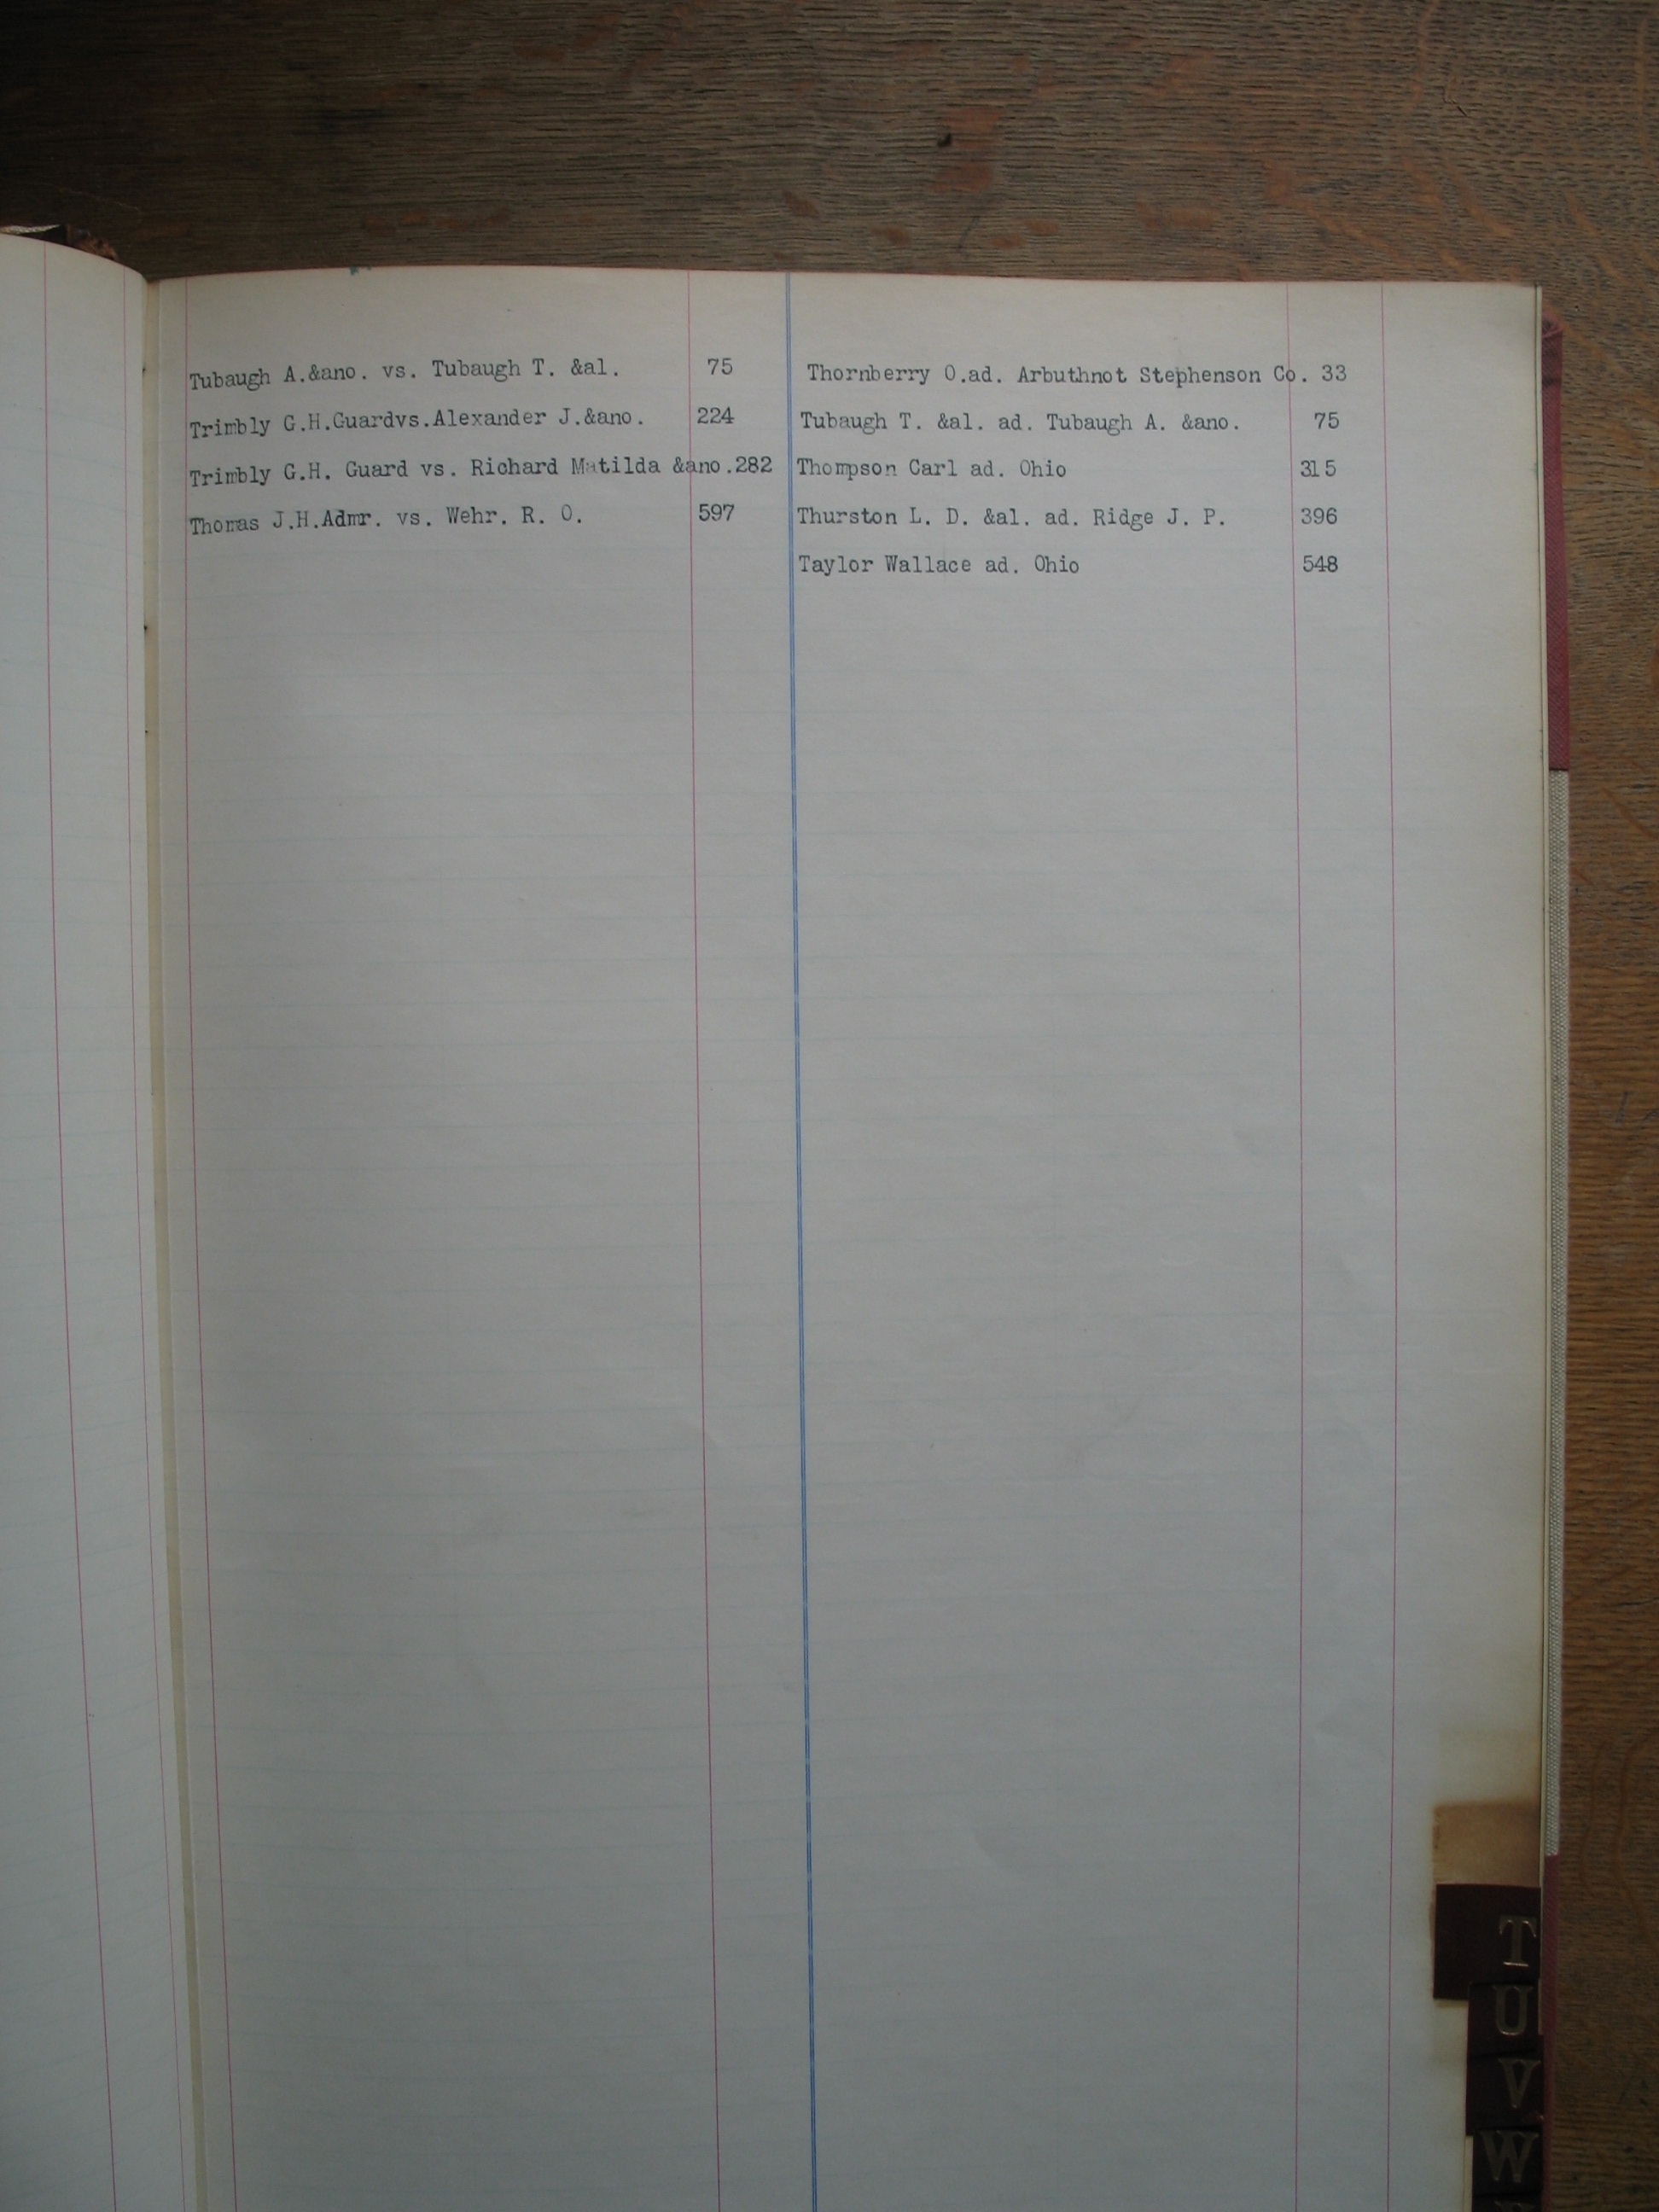 Tubaugh A.&ano. vs. Tubaugh T. &al. 75
Trimbly G.H.Guardvs.Alexander J.&ano. 224
Trimbly G.H. Guard vs. Richard Matilda &ano.282
Thomas J.H.Admr. vs. Wehr. R. O. 597
Thornberry O.ad. Arbuthnot Stephenson Co. 33
Tubaugh T. &al. ad. Tubaugh A. &ano. 75
Thompson Carl ad. Ohio 315
Thurston L. D. &al. ad. Ridge J. P. 396
Taylor Wallace ad. Ohio 548
T
U
V
W